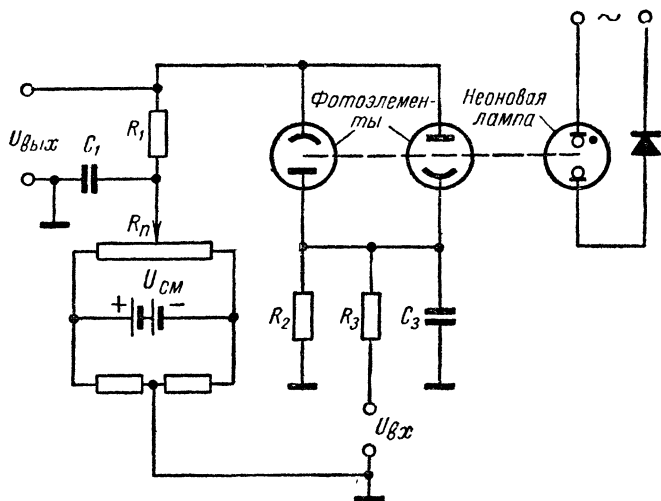 ~
Фотоэлемен-
ты
Неоновая
лампа
R₁
Uвых
C₁
Rп
Uсм
+ −
R₂
R₃
C₃
Uвх